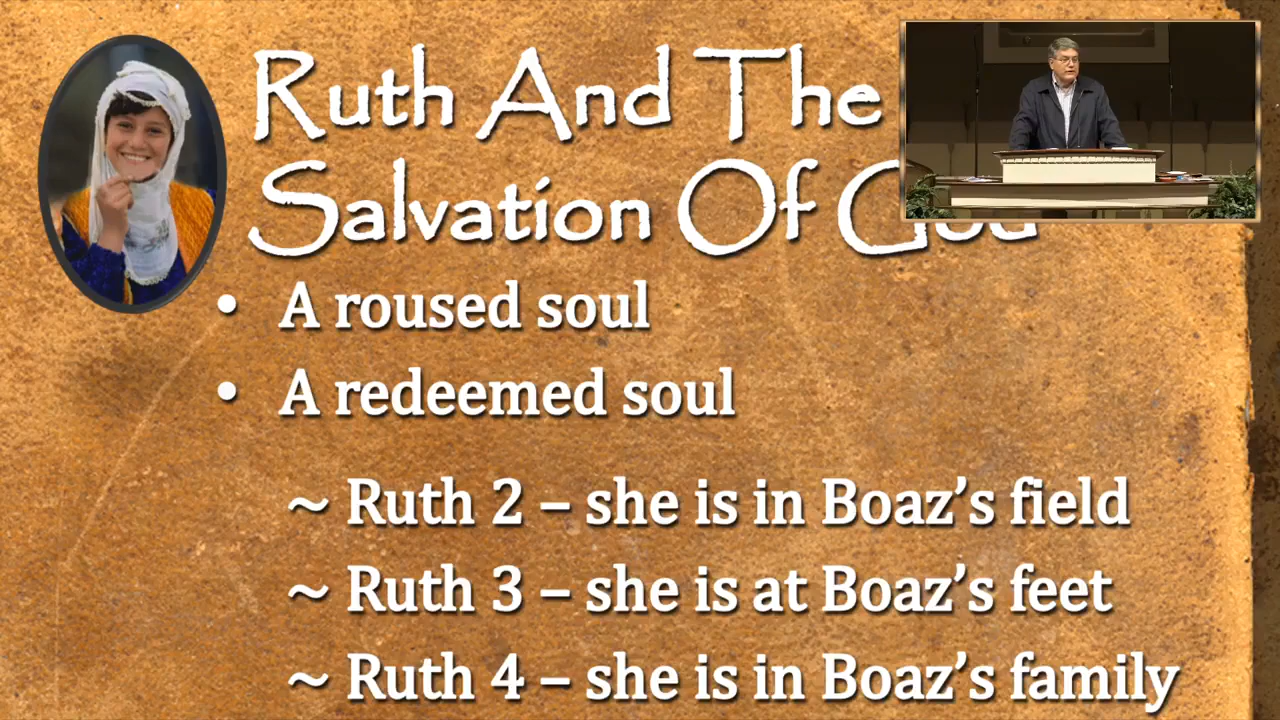 Ruth And The
Salvation Of God
• A roused soul
• A redeemed soul
~ Ruth 2 – she is in Boaz’s field
~ Ruth 3 – she is at Boaz’s feet
~ Ruth 4 – she is in Boaz’s family